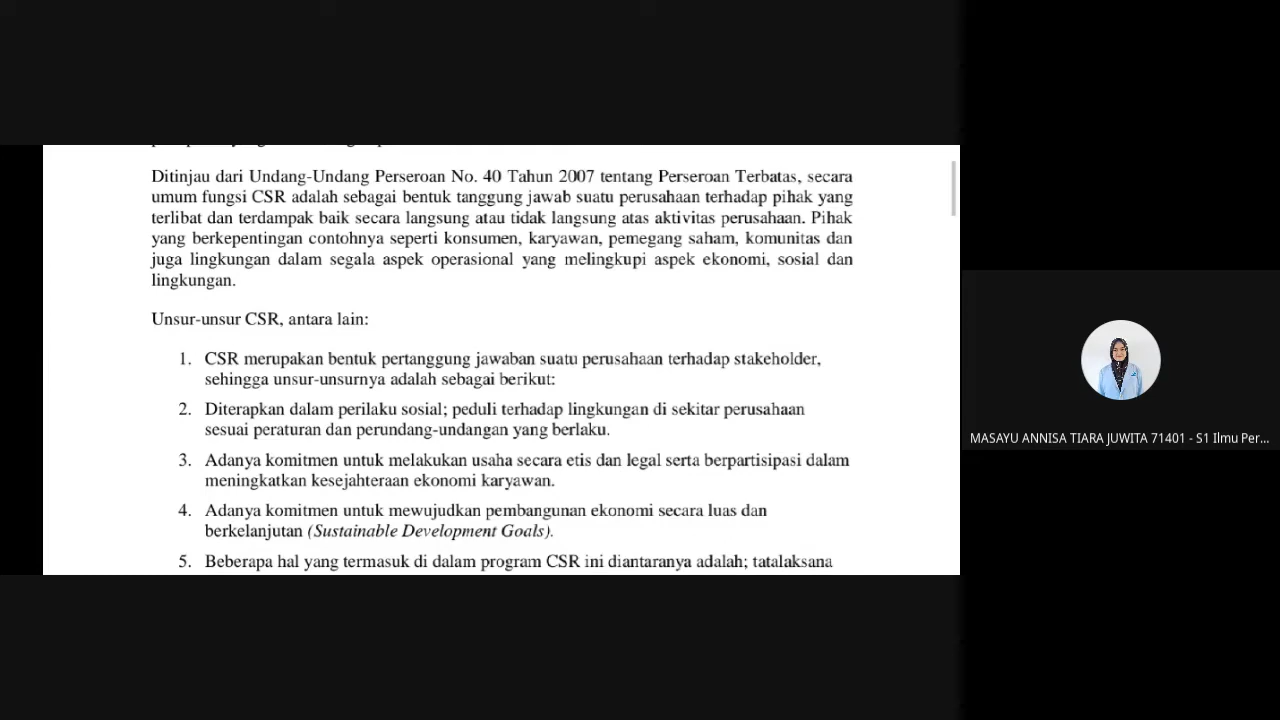 Ditinjau dari Undang-Undang Perseroan No. 40 Tahun 2007 tentang Perseroan Terbatas, secara
umum fungsi CSR adalah sebagai bentuk tanggung jawab suatu perusahaan terhadap pihak yang
terlibat dan terdampak baik secara langsung atau tidak langsung atas aktivitas perusahaan. Pihak
yang berkepentingan contohnya seperti konsumen, karyawan, pemegang saham, komunitas dan
juga lingkungan dalam segala aspek operasional yang melingkupi aspek ekonomi, sosial dan
lingkungan.
Unsur-unsur CSR, antara lain:
1. CSR merupakan bentuk pertanggung jawaban suatu perusahaan terhadap stakeholder,
sehingga unsur-unsurnya adalah sebagai berikut:
2. Diterapkan dalam perilaku sosial; peduli terhadap lingkungan di sekitar perusahaan
sesuai peraturan dan perundang-undangan yang berlaku.
3. Adanya komitmen untuk melakukan usaha secara etis dan legal serta berpartisipasi dalam
meningkatkan kesejahteraan ekonomi karyawan.
4. Adanya komitmen untuk mewujudkan pembangunan ekonomi secara luas dan
berkelanjutan (Sustainable Development Goals).
5. Beberapa hal yang termasuk di dalam program CSR ini diantaranya adalah; tatalaksana
MASAYU ANNISA TIARA JUWITA 71401 - S1 Ilmu Per...